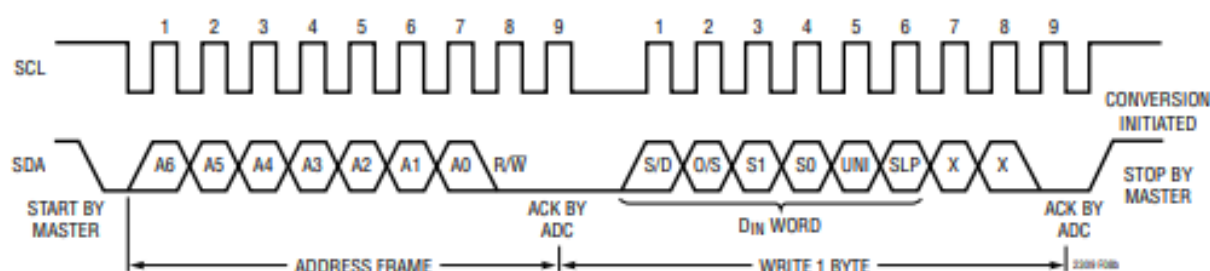 1 2 3 4 5 6 7 8 9 1 2 3 4 5 6 7 8 9
SCL
CONVERSION
INITIATED
SDA A6 A5 A4 A3 A2 A1 A0 R/W̅ S/D O/S S1 S0 UNI SLP X X
STOP BY
MASTER
START BY
MASTER
ACK BY
ADC
DIN WORD
ACK BY
ADC
ADDRESS FRAME WRITE 1 BYTE